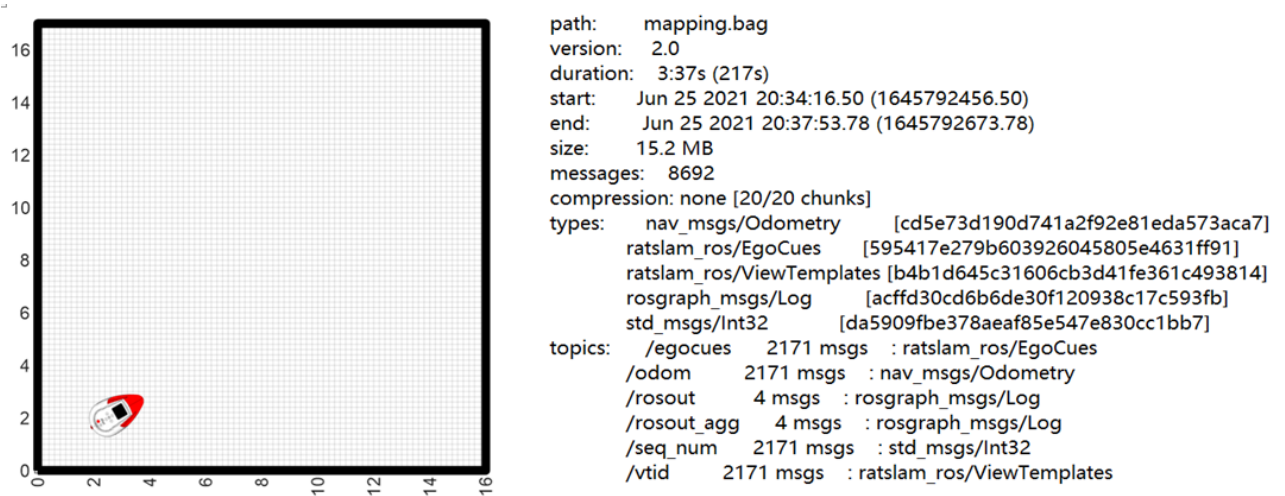 16
14
12
10
8
6
4
2
0
0 2 4 6 8 10 12 14 16
path: mapping.bag
version: 2.0
duration: 3:37s (217s)
start: Jun 25 2021 20:34:16.50 (1645792456.50)
end: Jun 25 2021 20:37:53.78 (1645792673.78)
size: 15.2 MB
messages: 8692
compression: none [20/20 chunks]
types: nav_msgs/Odometry [cd5e73d190d741a2f92e81eda573aca7]
ratslam_ros/EgoCues [595417e279b603926045805e4631ff91]
ratslam_ros/ViewTemplates [b4b1d645c31606cb3d41fe361c493814]
rosgraph_msgs/Log [acffd30cd6b6de30f120938c17c593fb]
std_msgs/Int32 [da5909fbe378aeaf85e547e830cc1bb7]
topics: /egocues 2171 msgs : ratslam_ros/EgoCues
/odom 2171 msgs : nav_msgs/Odometry
/rosout 4 msgs : rosgraph_msgs/Log
/rosout_agg 4 msgs : rosgraph_msgs/Log
/seq_num 2171 msgs : std_msgs/Int32
/vtid 2171 msgs : ratslam_ros/ViewTemplates